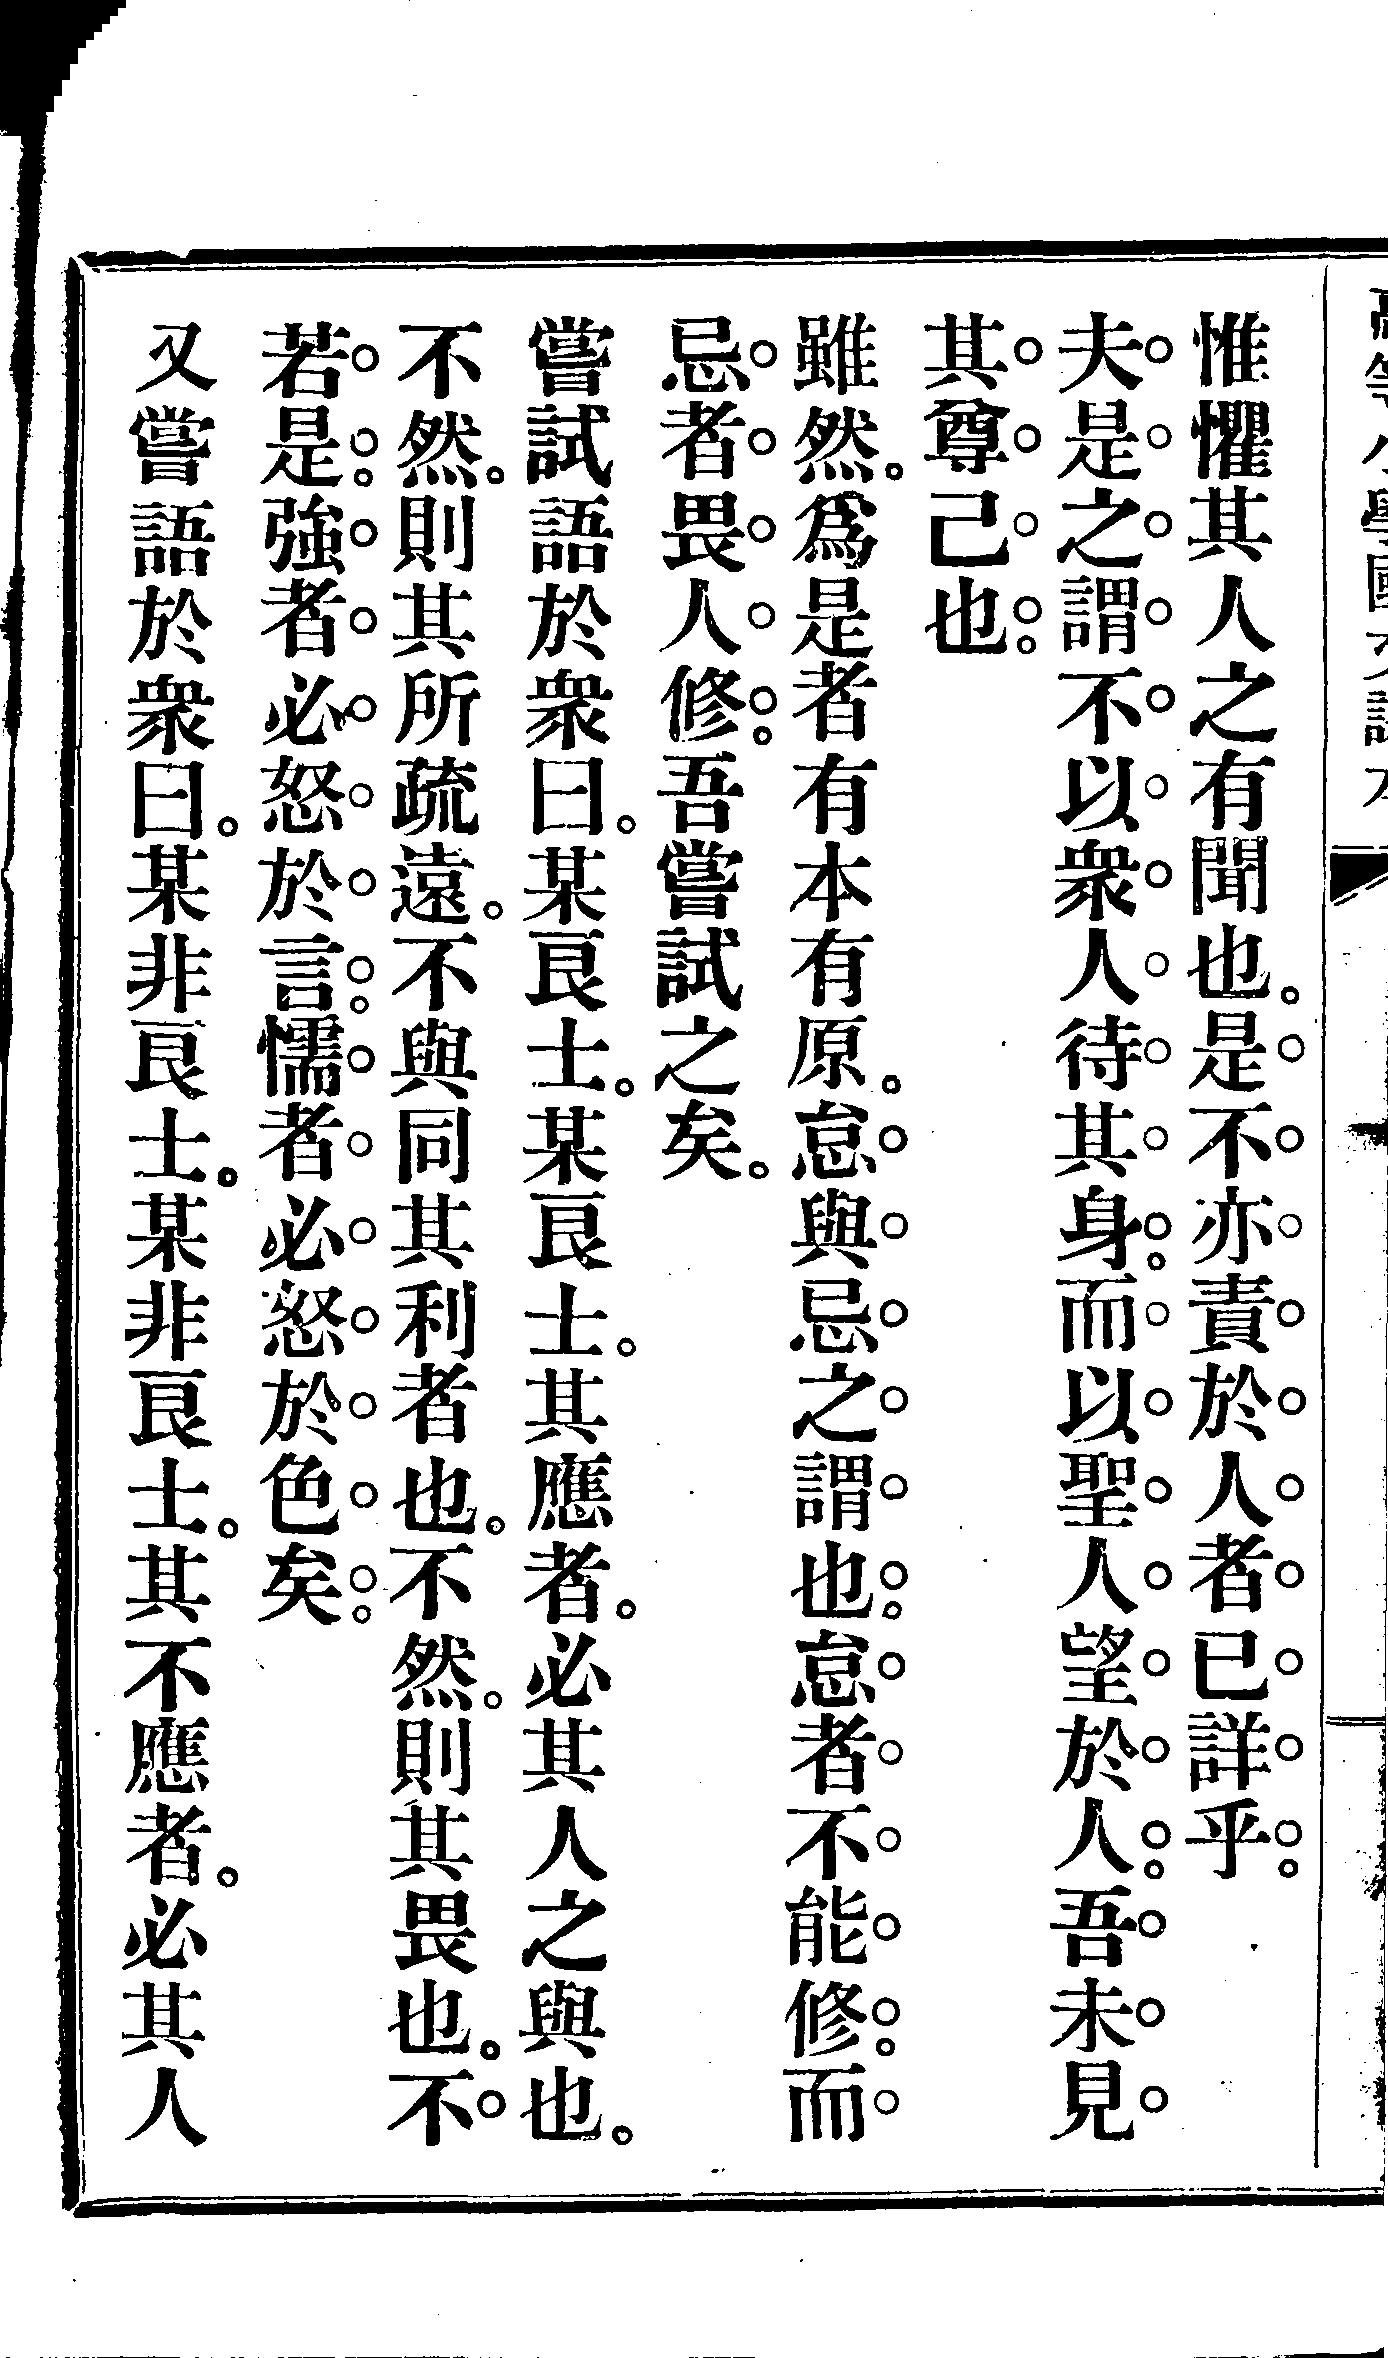 惟懼其人之有聞也。是不亦責於人者已詳乎。
夫是之謂不以衆人待其身。而以聖人望於人。吾未見
其尊己也。
雖然。爲是者有本有原。怠與忌之謂也。怠者不能修。而
忌者畏人修。吾嘗試之矣。
嘗試語於衆曰。某良士。某良士。其應者。必其人之與也。
不然。則其所疏遠。不與同其利者也。不然。則其畏也。不
若是。強者必怒於言。懦者必怒於色矣。
又嘗語於衆曰。某非良士。某非良士。其不應者。必其人